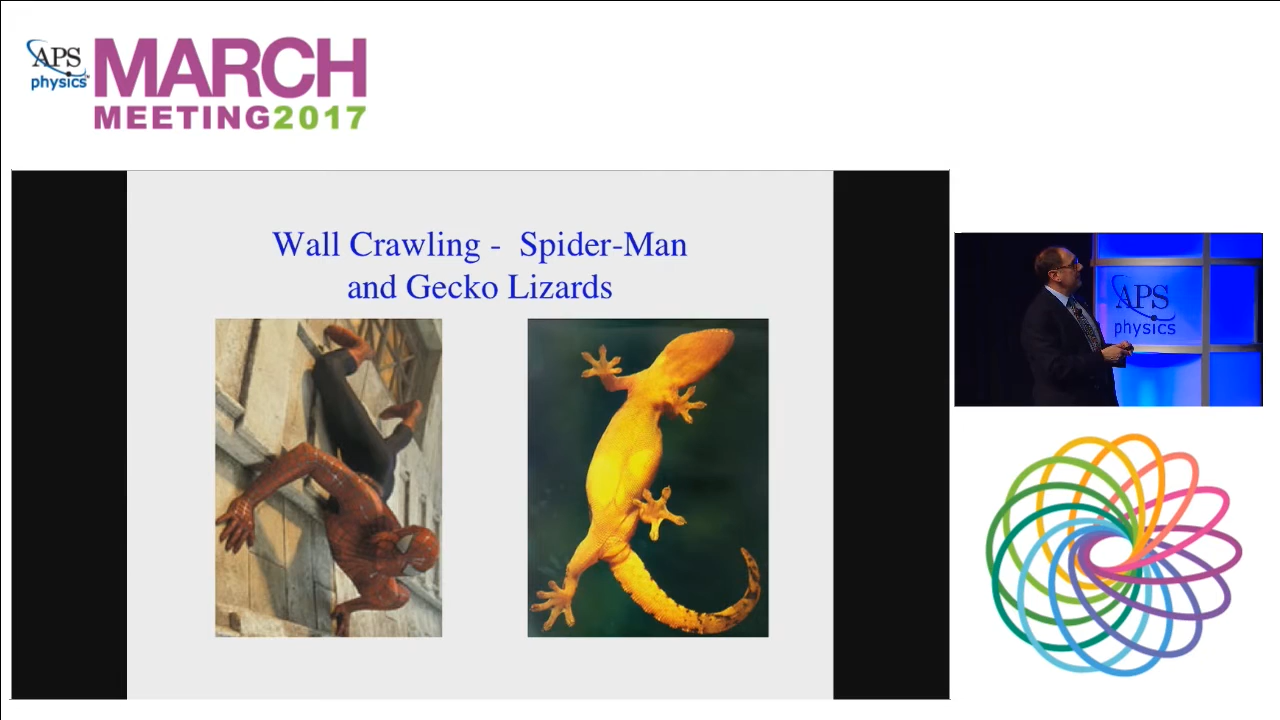 APS
physics
MARCH
MEETING2017
Wall Crawling - Spider-Man
and Gecko Lizards
APS
physics